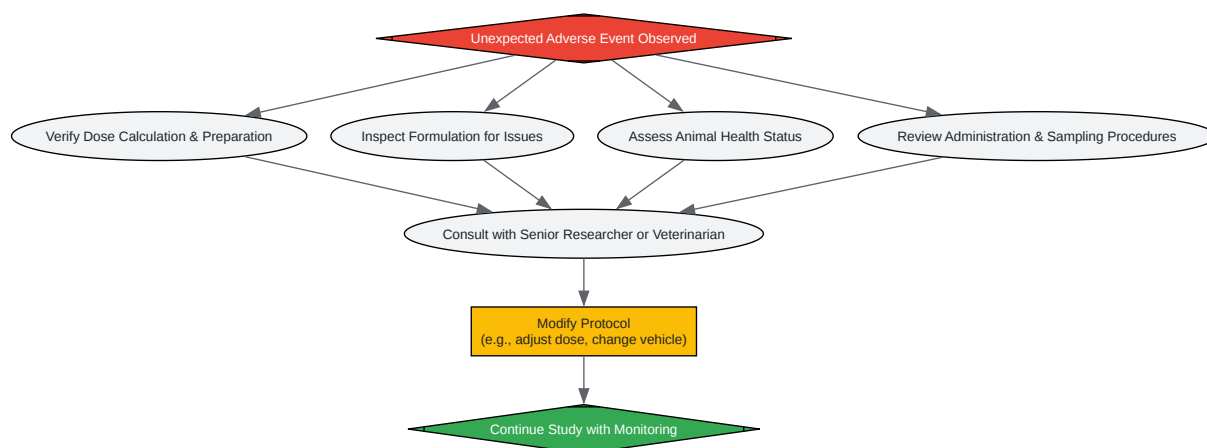 Unexpected Adverse Event Observed
Verify Dose Calculation & Preparation
Inspect Formulation for Issues
Assess Animal Health Status
Review Administration & Sampling Procedures
Consult with Senior Researcher or Veterinarian
Modify Protocol
(e.g., adjust dose, change vehicle)
Continue Study with Monitoring